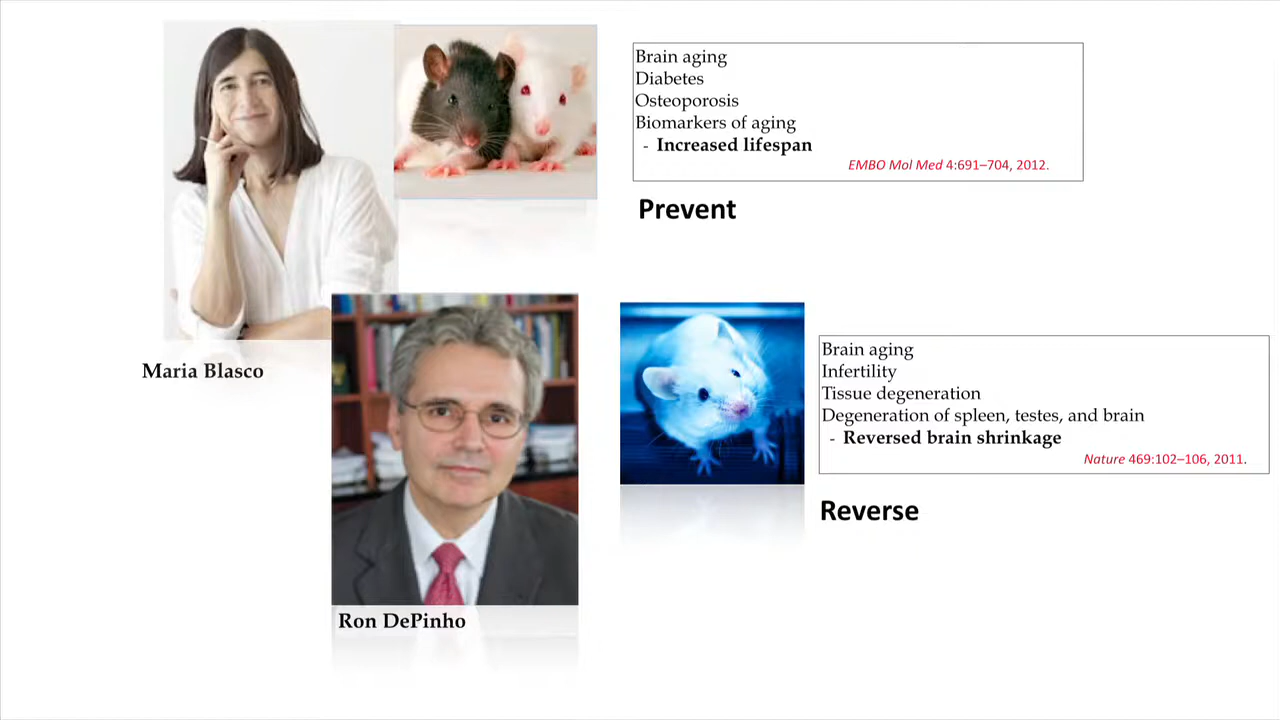 Brain aging
Diabetes
Osteoporosis
Biomarkers of aging
- Increased lifespan
EMBO Mol Med 4:691–704, 2012.
Prevent
Maria Blasco
Brain aging
Infertility
Tissue degeneration
Degeneration of spleen, testes, and brain
- Reversed brain shrinkage
Nature 469:102–106, 2011.
Reverse
Ron DePinho